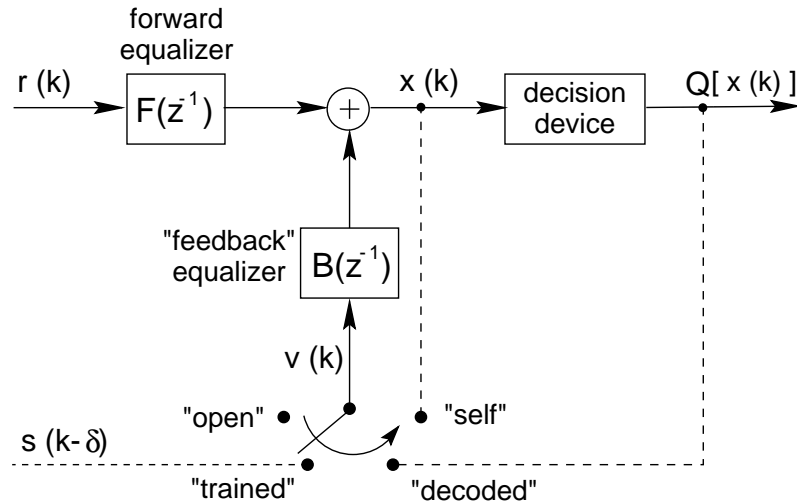 forward
equalizer
r (k)
F(z⁻¹)
+
x (k)
decision
device
Q[ x (k) ]
"feedback"
equalizer
B(z⁻¹)
v (k)
"open"
"self"
s (k- δ)
"trained"
"decoded"